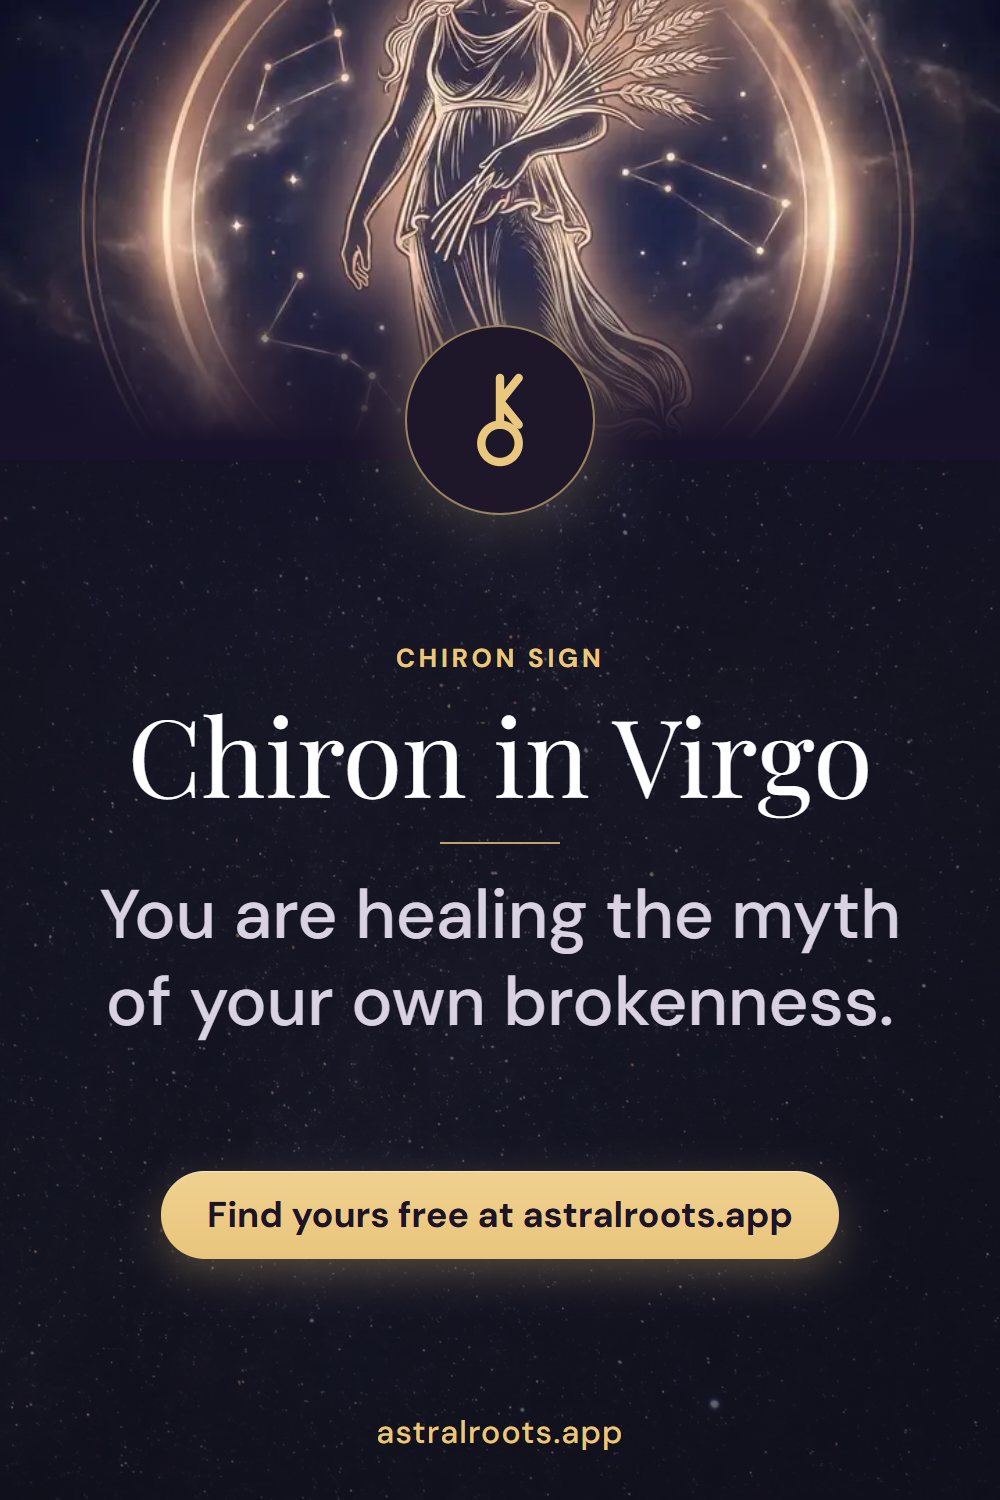 CHIRON SIGN
Chiron in Virgo
You are healing the myth
of your own brokenness.
Find yours free at astralroots.app
astralroots.app